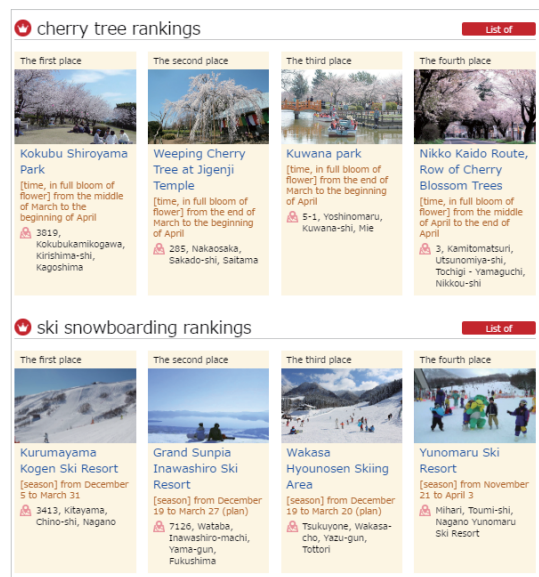 cherry tree rankings
List of
The first place
Kokubu Shiroyama
Park
[time, in full bloom of
flower] from the middle
of March to the
beginning of April
3819,
Kokubukamikogawa,
Kirishima-shi,
Kagoshima
The second place
Weeping Cherry
Tree at Jigenji
Temple
[time, in full bloom of
flower] from the end of
March to the beginning
of April
285, Nakaosaka,
Sakado-shi, Saitama
The third place
Kuwana park
[time, in full bloom of
flower] from the end of
March to the beginning
of April
5-1, Yoshinomaru,
Kuwana-shi, Mie
The fourth place
Nikko Kaido Route,
Row of Cherry
Blossom Trees
[time, in full bloom of
flower] from the middle
of April to the end of
April
3, Kamitomatsuri,
Utsunomiya-shi,
Tochigi - Yamaguchi,
Nikkou-shi
ski snowboarding rankings
List of
The first place
Kurumayama
Kogen Ski Resort
[season] from December
5 to March 31
3413, Kitayama,
Chino-shi, Nagano
The second place
Grand Sunpia
Inawashiro Ski
Resort
[season] from December
19 to March 27 (plan)
7126, Wataba,
Inawashiro-machi,
Yama-gun,
Fukushima
The third place
Wakasa
Hyounosen Skiing
Area
[season] from December
19 to March 20 (plan)
Tsukuyone, Wakasa-
cho, Yazu-gun,
Tottori
The fourth place
Yunomaru Ski
Resort
[season] from November
21 to April 3
Mihari, Toumi-shi,
Nagano Yunomaru
Ski Resort